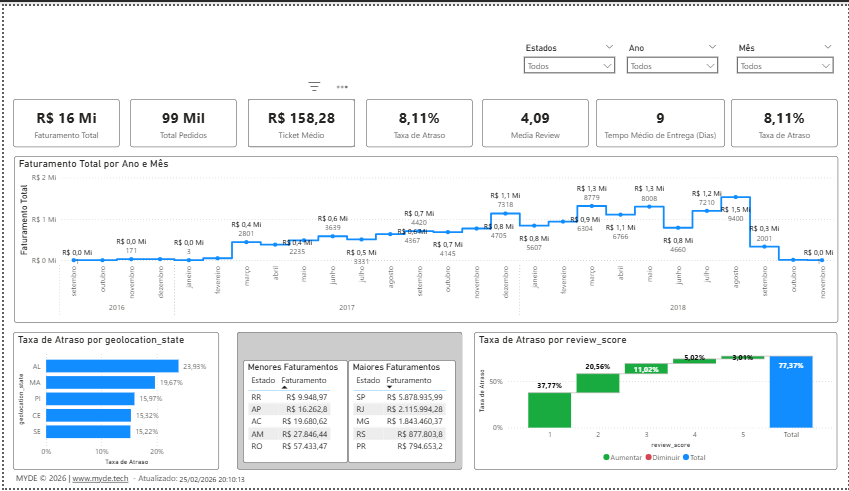 Estados Ano Mês
Todos Todos Todos
R$ 16 Mi 99 Mil R$ 158,28 8,11% 4,09 9 8,11%
Faturamento Total Total Pedidos Ticket Médio Taxa de Atraso Media Review Tempo Médio de Entrega (Dias) Taxa de Atraso
Faturamento Total por Ano e Mês
Faturamento Total
R$ 2 Mi
R$ 1 Mi
R$ 0 Mi
R$ 0,0 Mi
R$ 0,0 Mi
171
R$ 0,0 Mi
3
R$ 0,4 Mi
2801
R$ 0,4 Mi
2235
R$ 0,6 Mi
3639
R$ 0,5 Mi
3331
R$ 0,7 Mi
4420
R$ 0,6 Mi
4367
R$ 0,7 Mi
4145
R$ 1,1 Mi
7318
R$ 0,8 Mi
4705
R$ 0,8 Mi
5607
R$ 1,3 Mi
8779
R$ 0,9 Mi
6304
R$ 1,1 Mi
6766
R$ 1,3 Mi
8008
R$ 0,8 Mi
4660
R$ 1,2 Mi
7210
R$ 1,5 Mi
9400
R$ 0,3 Mi
2001
R$ 0,0 Mi
setembro outubro novembro dezembro janeiro fevereiro março abril maio junho julho agosto setembro outubro novembro dezembro janeiro fevereiro março abril maio junho julho agosto setembro outubro novembro
2016 2017 2018
Taxa de Atraso por geolocation_state
geolocation_state
AL 23,93%
MA 19,67%
PI 15,97%
CE 15,32%
SE 15,22%
0% 10% 20%
Taxa de Atraso
Menores Faturamentos
Estado Faturamento
RR R$ 9.948,97
AP R$ 16.262,8
AC R$ 19.680,62
AM R$ 27.846,44
RO R$ 57.433,47
Maiores Faturamentos
Estado Faturamento
SP R$ 5.878.935,99
RJ R$ 2.115.994,28
MG R$ 1.843.460,37
RS R$ 877.803,8
PR R$ 794.653,2
Taxa de Atraso por review_score
Taxa de Atraso
50%
0%
37,77% 20,56% 11,02% 5,02% 3,01% 77,37%
1 2 3 4 5 Total
review_score
Aumentar Diminuir Total
MYDE © 2026 | www.myde.tech - Atualizado: 25/02/2026 20:10:13